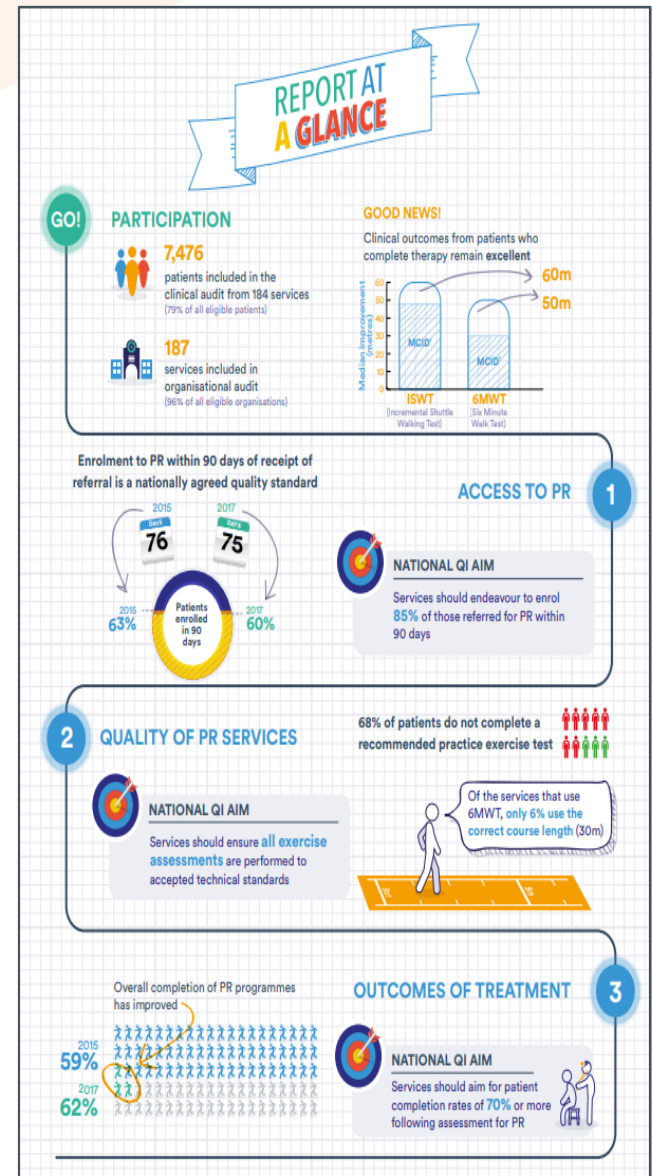 REPORT AT
A GLANCE
GO!
PARTICIPATION
7,476
patients included in the
clinical audit from 184 services
(79% of all eligible patients)
187
services included in
organisational audit
(96% of all eligible organisations)
GOOD NEWS!
Clinical outcomes from patients who
complete therapy remain excellent
60m
50m
Median Improvement
(metres)
60
50
40
30
20
10
0
MCID¹
MCID¹
ISWT
(Incremental Shuttle
Walking Test)
6MWT
(Six Minute
Walk Test)
Enrolment to PR within 90 days of receipt of
referral is a nationally agreed quality standard
2015
2017
DAYS
76
DAYS
75
2015
63%
Patients
enrolled
in 90
days
2017
60%
ACCESS TO PR
1
NATIONAL QI AIM
Services should endeavour to enrol
85% of those referred for PR within
90 days
2
QUALITY OF PR SERVICES
NATIONAL QI AIM
Services should ensure all exercise
assessments are performed to
accepted technical standards
68% of patients do not complete a
recommended practice exercise test
Of the services that use
6MWT, only 6% use the
correct course length (30m)
Overall completion of PR programmes
has improved
2015
59%
2017
62%
OUTCOMES OF TREATMENT
3
NATIONAL QI AIM
Services should aim for patient
completion rates of 70% or more
following assessment for PR